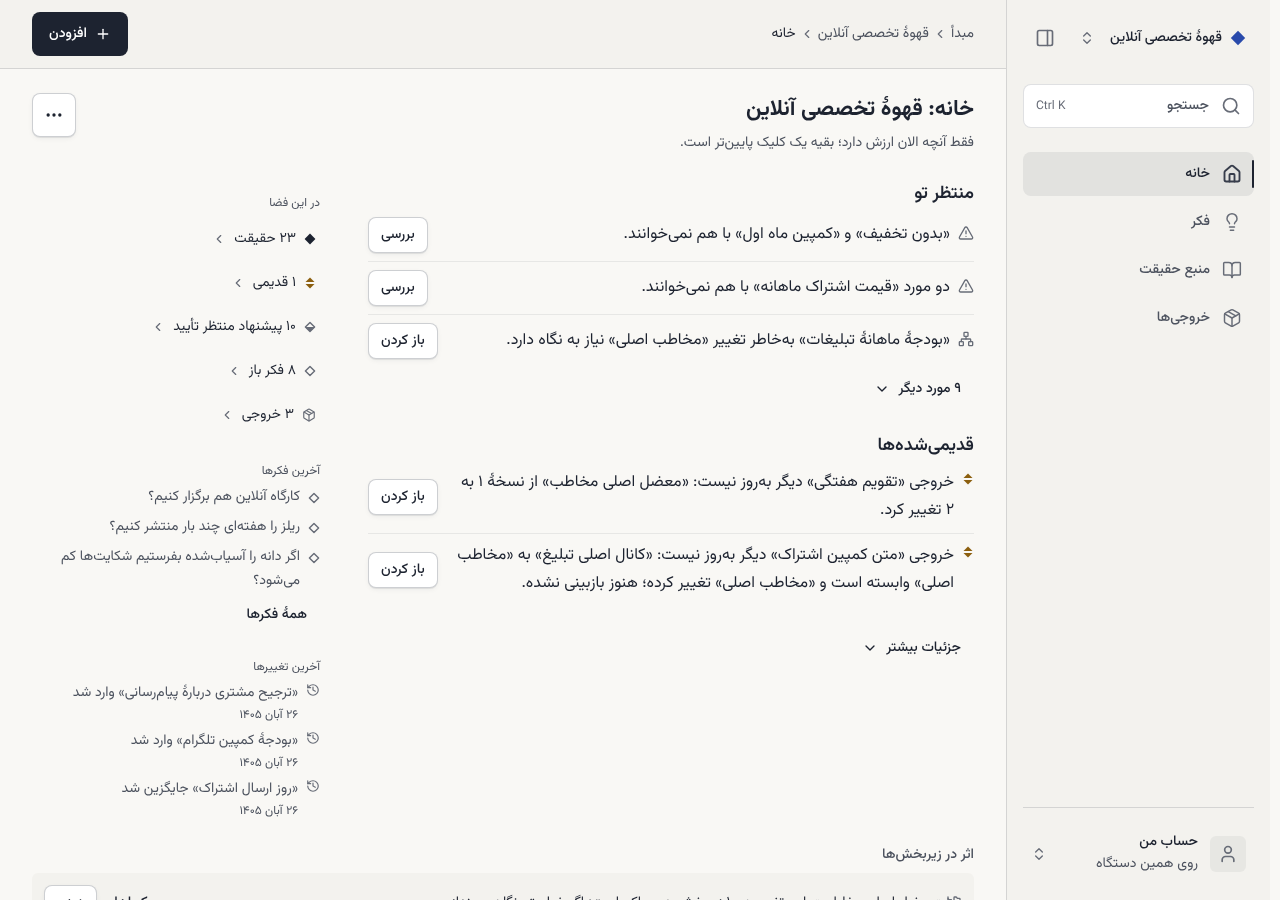 قهوهٔ تخصصی آنلاین
جستجو
Ctrl K
خانه
فکر
منبع حقیقت
خروجی‌ها
حساب من
روی همین دستگاه
مبدأ › قهوهٔ تخصصی آنلاین › خانه
افزودن
خانه: قهوهٔ تخصصی آنلاین
فقط آنچه الان ارزش دارد؛ بقیه یک کلیک پایین‌تر است.
منتظر تو
«بدون تخفیف» و «کمپین ماه اول» با هم نمی‌خوانند.
بررسی
دو مورد «قیمت اشتراک ماهانه» با هم نمی‌خوانند.
بررسی
«بودجهٔ ماهانهٔ تبلیغات» به‌خاطر تغییر «مخاطب اصلی» نیاز به نگاه دارد.
باز کردن
۹ مورد دیگر
قدیمی‌شده‌ها
خروجی «تقویم هفتگی» دیگر به‌روز نیست: «معضل اصلی مخاطب» از نسخهٔ ۱ به
۲ تغییر کرد.
باز کردن
خروجی «متن کمپین اشتراک» دیگر به‌روز نیست: «کانال اصلی تبلیغ» به «مخاطب
اصلی» وابسته است و «مخاطب اصلی» تغییر کرده؛ هنوز بازبینی نشده.
باز کردن
جزئیات بیشتر
در این فضا
۲۳ حقیقت
۱ قدیمی
۱۰ پیشنهاد منتظر تأیید
۸ فکر باز
۳ خروجی
آخرین فکرها
کارگاه آنلاین هم برگزار کنیم؟
ریلز را هفته‌ای چند بار منتشر کنیم؟
اگر دانه را آسیاب‌شده بفرستیم شکایت‌ها کم
می‌شود؟
همهٔ فکرها
آخرین تغییرها
«ترجیح مشتری دربارهٔ پیام‌رسانی» وارد شد
۲۶ آبان ۱۴۰۵
«بودجهٔ کمپین تلگرام» وارد شد
۲۶ آبان ۱۴۰۵
«روز ارسال اشتراک» جایگزین شد
۲۶ آبان ۱۴۰۵
اثر در زیربخش‌ها